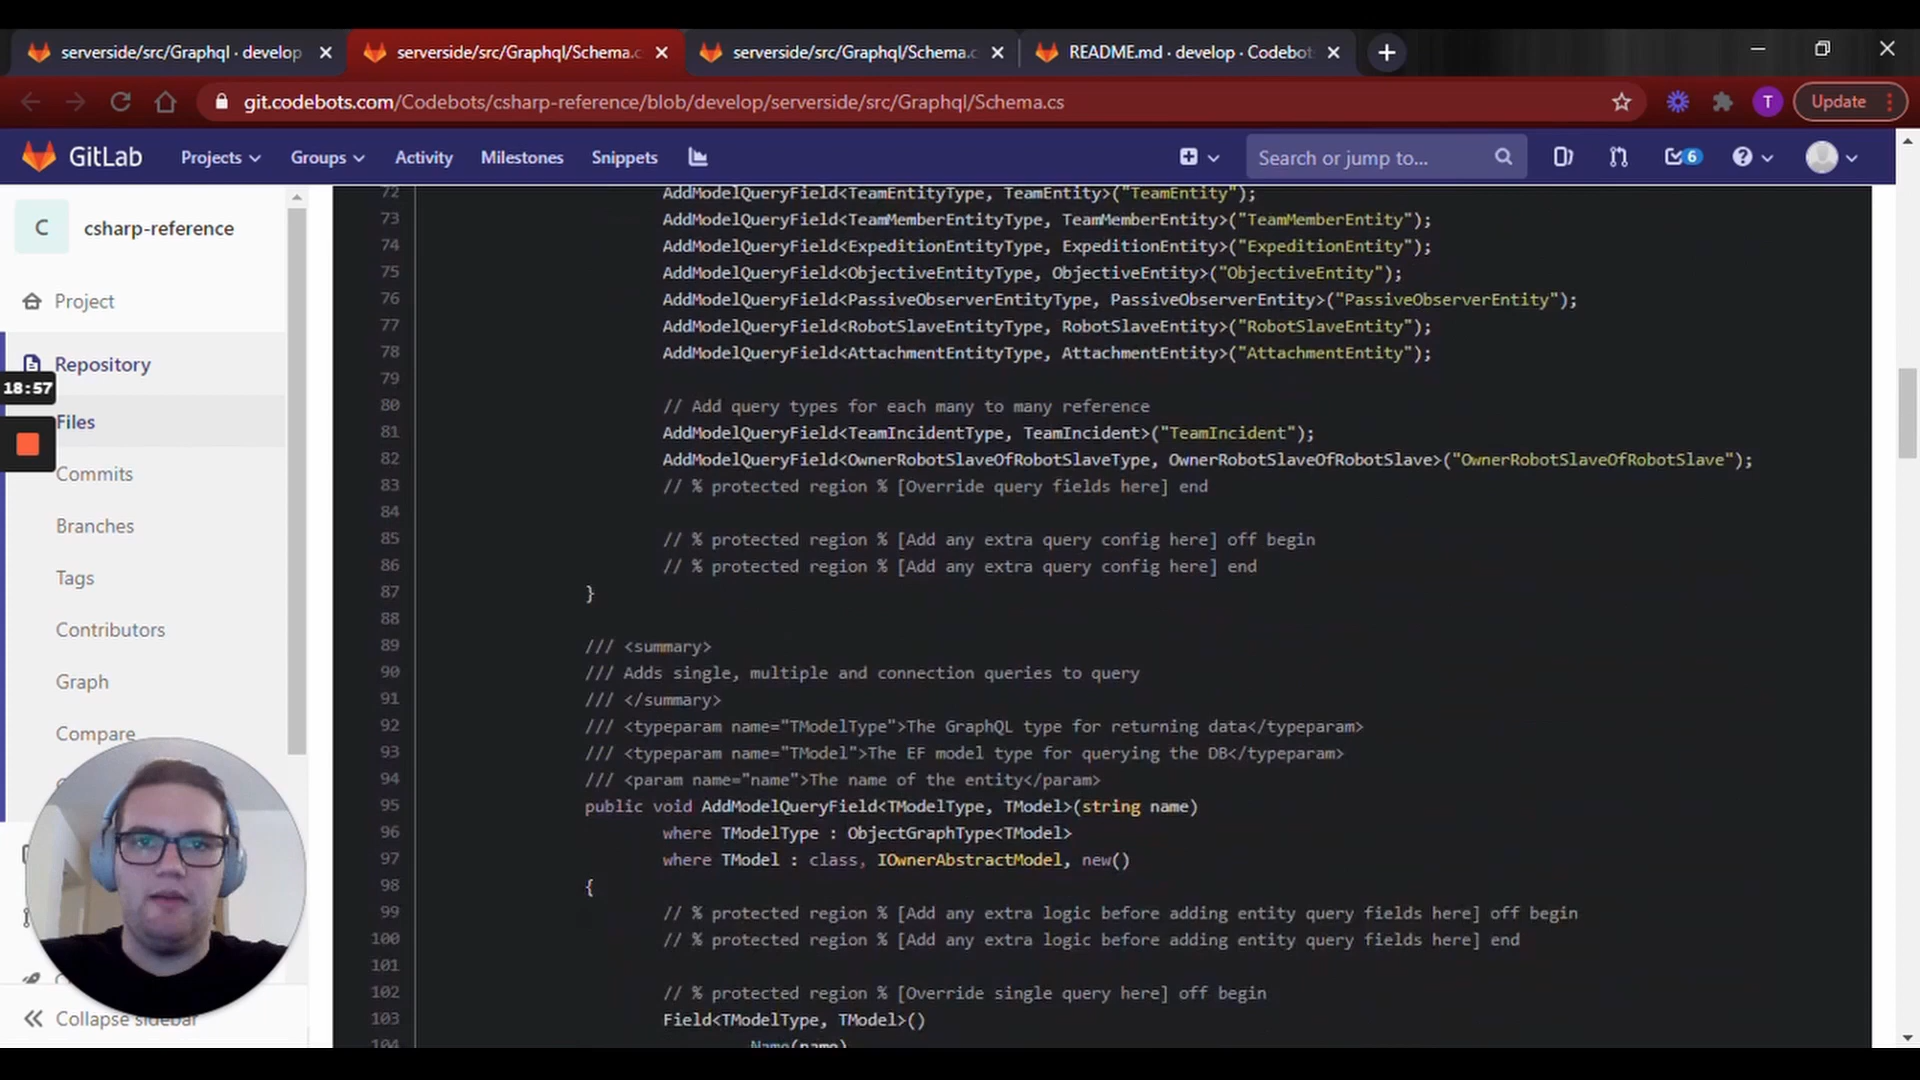 serverside/src/Graphql · develop
serverside/src/Graphql/Schema.c
serverside/src/Graphql/Schema.c
README.md · develop · Codebot
git.codebots.com/Codebots/csharp-reference/blob/develop/serverside/src/Graphql/Schema.cs
T
Update
GitLab
Projects
Groups
Activity
Milestones
Snippets
Search or jump to...
6
C
csharp-reference
Project
Repository
18:57
Files
Commits
Branches
Tags
Contributors
Graph
Compare
Collapse sidebar
72 AddModelQueryField<TeamEntityType, TeamEntity>("TeamEntity");
73 AddModelQueryField<TeamMemberEntityType, TeamMemberEntity>("TeamMemberEntity");
74 AddModelQueryField<ExpeditionEntityType, ExpeditionEntity>("ExpeditionEntity");
75 AddModelQueryField<ObjectiveEntityType, ObjectiveEntity>("ObjectiveEntity");
76 AddModelQueryField<PassiveObserverEntityType, PassiveObserverEntity>("PassiveObserverEntity");
77 AddModelQueryField<RobotSlaveEntityType, RobotSlaveEntity>("RobotSlaveEntity");
78 AddModelQueryField<AttachmentEntityType, AttachmentEntity>("AttachmentEntity");
79
80 // Add query types for each many to many reference
81 AddModelQueryField<TeamIncidentType, TeamIncident>("TeamIncident");
82 AddModelQueryField<OwnerRobotSlaveOfRobotSlaveType, OwnerRobotSlaveOfRobotSlave>("OwnerRobotSlaveOfRobotSlave");
83 // % protected region % [Override query fields here] end
84
85 // % protected region % [Add any extra query config here] off begin
86 // % protected region % [Add any extra query config here] end
87 }
88
89 /// <summary>
90 /// Adds single, multiple and connection queries to query
91 /// </summary>
92 /// <typeparam name="TModelType">The GraphQL type for returning data</typeparam>
93 /// <typeparam name="TModel">The EF model type for querying the DB</typeparam>
94 /// <param name="name">The name of the entity</param>
95 public void AddModelQueryField<TModelType, TModel>(string name)
96 where TModelType : ObjectGraphType<TModel>
97 where TModel : class, IOwnerAbstractModel, new()
98 {
99 // % protected region % [Add any extra logic before adding entity query fields here] off begin
100 // % protected region % [Add any extra logic before adding entity query fields here] end
101
102 // % protected region % [Override single query here] off begin
103 Field<TModelType, TModel>()
104 .Name(name)